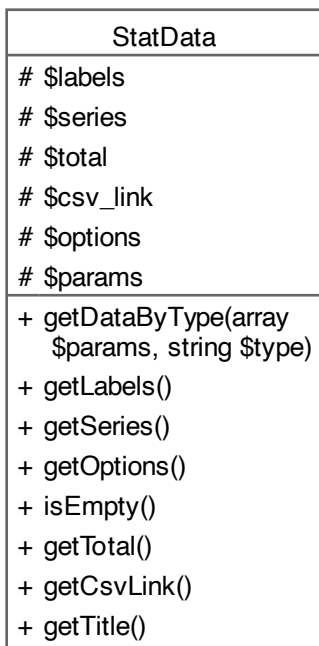 StatData
# $labels
# $series
# $total
# $csv_link
# $options
# $params
+ getDataByType(array
$params, string $type)
+ getLabels()
+ getSeries()
+ getOptions()
+ isEmpty()
+ getTotal()
+ getCsvLink()
+ getTitle()